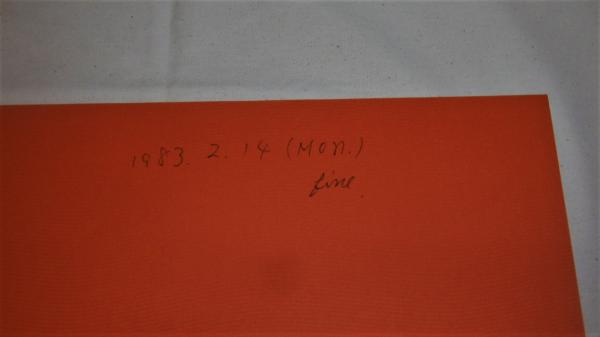 1983. 2. 14 (Mon.)
fine.